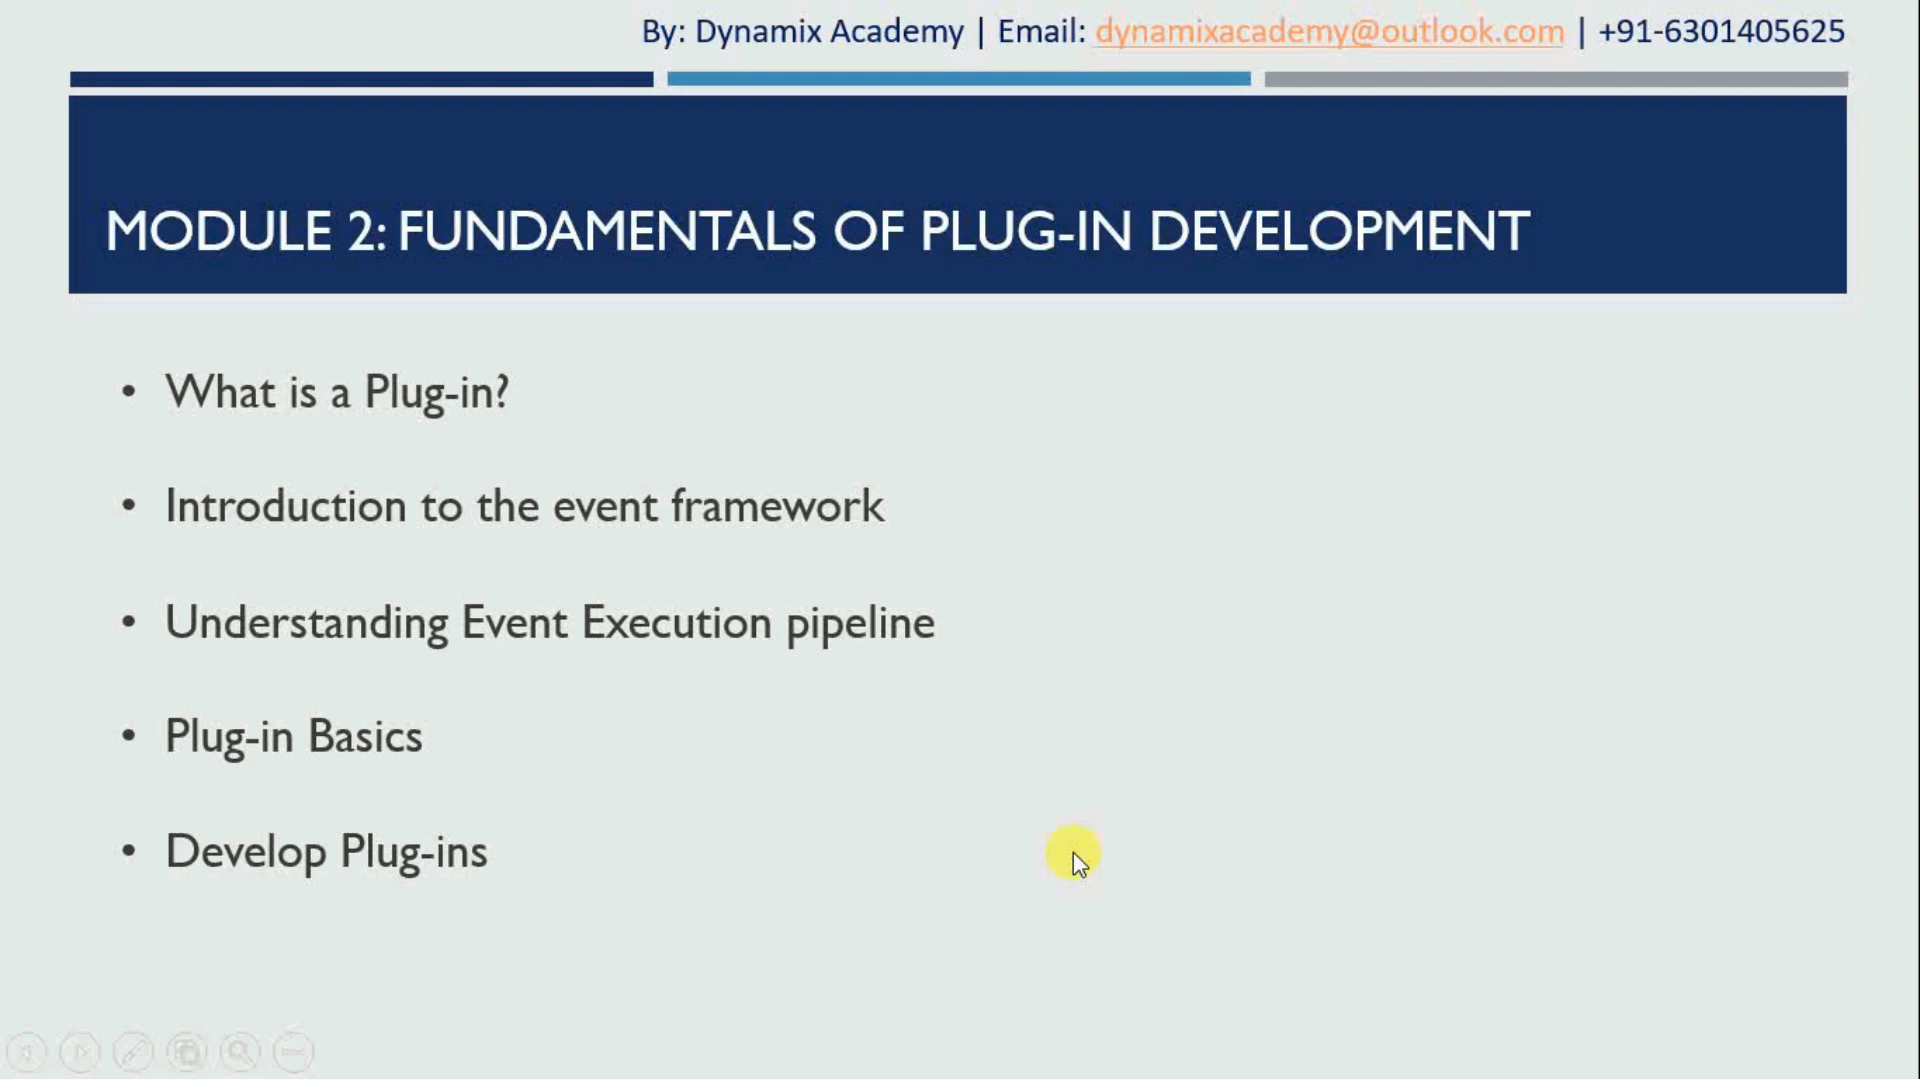 By: Dynamix Academy | Email: dynamixacademy@outlook.com | +91-6301405625
MODULE 2: FUNDAMENTALS OF PLUG-IN DEVELOPMENT
• What is a Plug-in?
• Introduction to the event framework
• Understanding Event Execution pipeline
• Plug-in Basics
• Develop Plug-ins